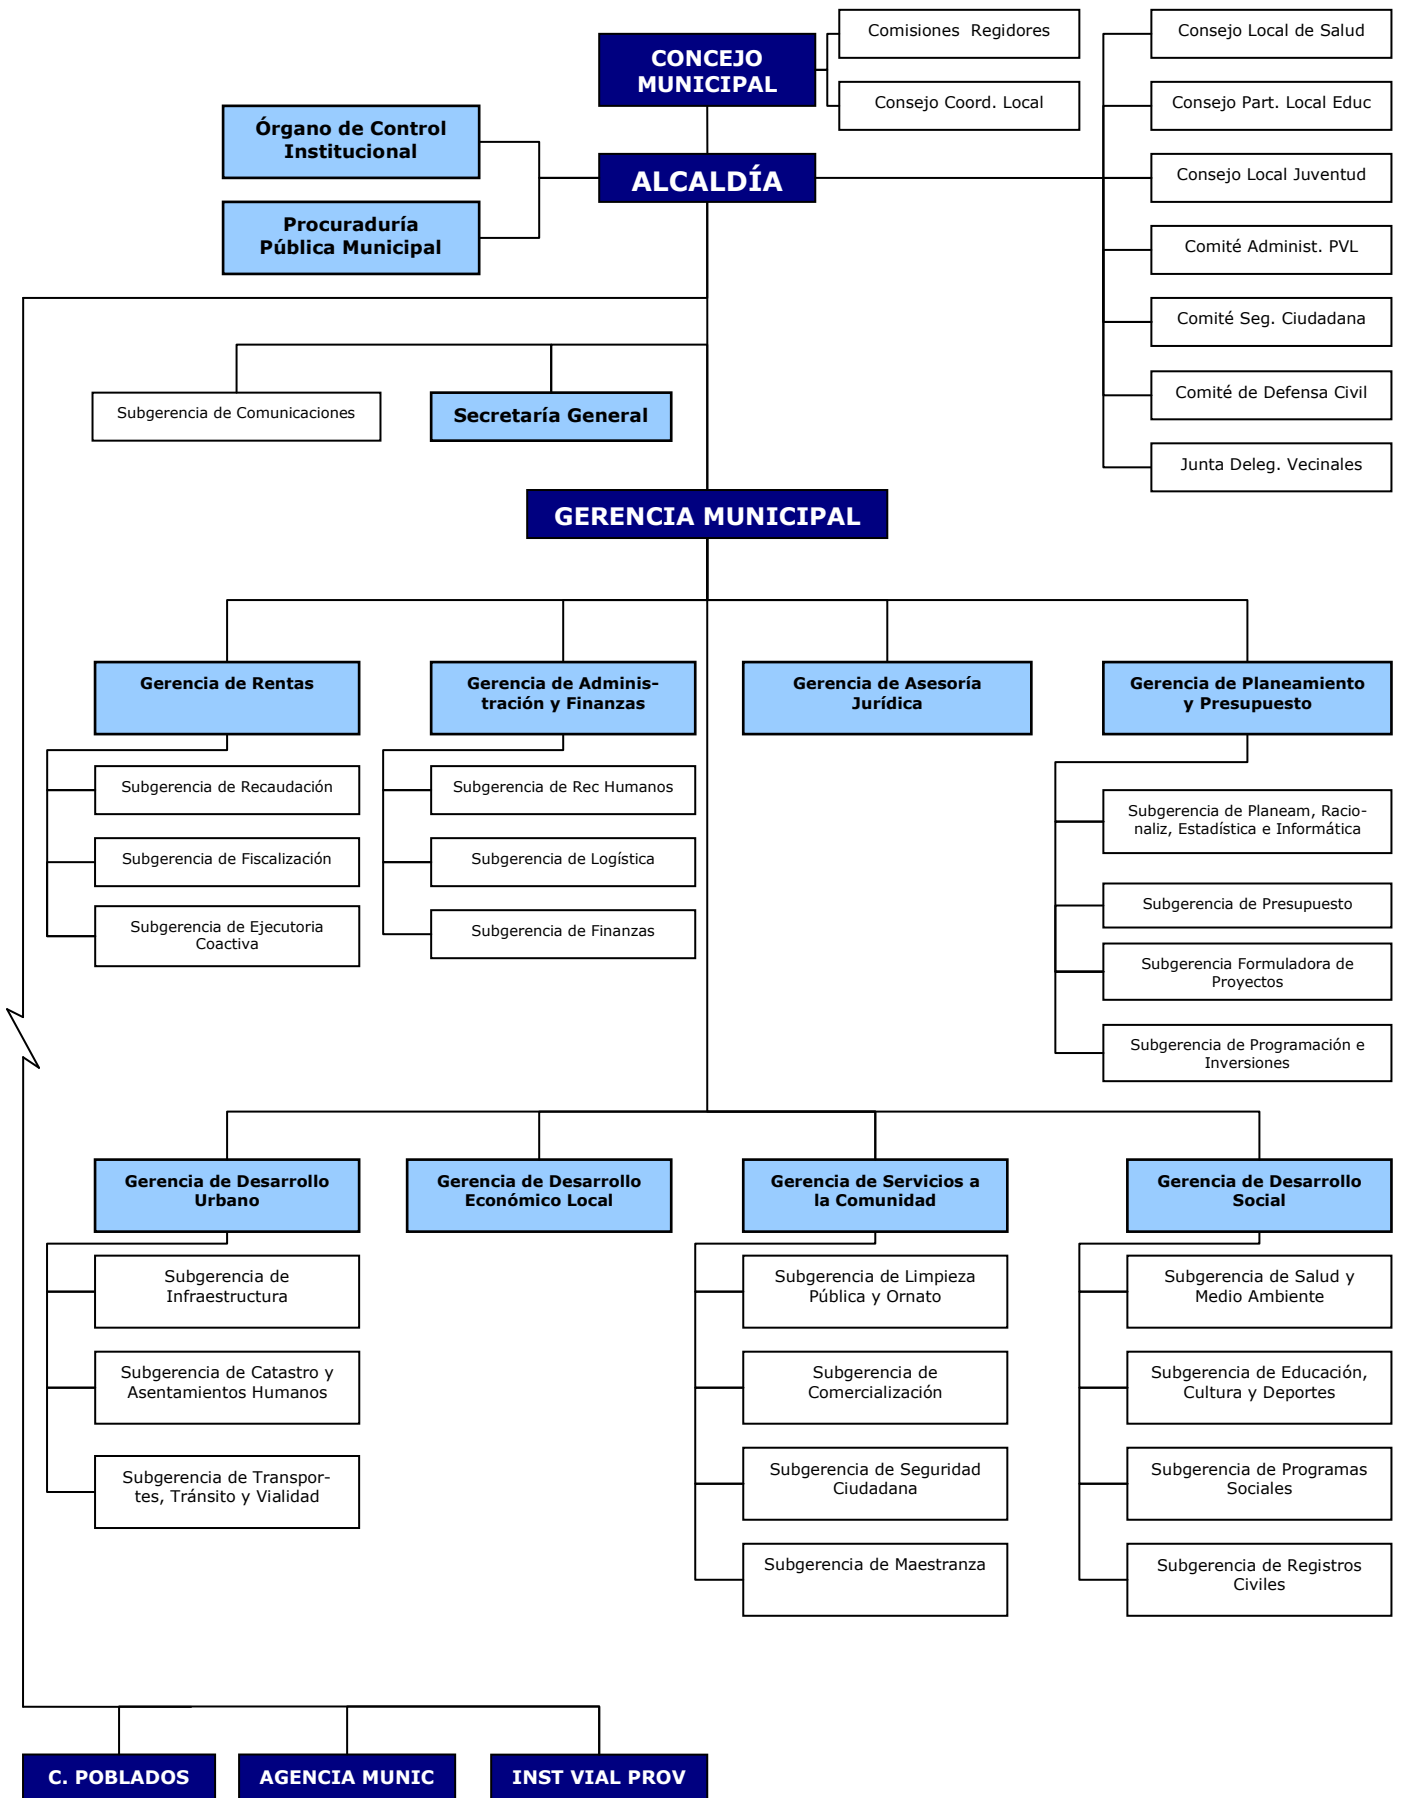 Comisiones  Regidores
Consejo Local de Salud
CONCEJO
MUNICIPAL
Consejo Coord. Local
Consejo Part. Local Educ
Órgano de Control
Institucional
ALCALDÍA
Consejo Local Juventud
Procuraduría
Pública Municipal
Comité Administ. PVL
Comité Seg. Ciudadana
Comité de Defensa Civil
Junta Deleg. Vecinales
Subgerencia de Comunicaciones
Secretaría General
GERENCIA MUNICIPAL
Gerencia de Rentas
Gerencia de Adminis-
tración y Finanzas
Gerencia de Asesoría
Jurídica
Gerencia de Planeamiento
y Presupuesto
Subgerencia de Recaudación
Subgerencia de Fiscalización
Subgerencia de Ejecutoria
Coactiva
Subgerencia de Rec Humanos
Subgerencia de Logística
Subgerencia de Finanzas
Subgerencia de Planeam, Racio-
naliz, Estadística e Informática
Subgerencia de Presupuesto
Subgerencia Formuladora de
Proyectos
Subgerencia de Programación e
Inversiones
Gerencia de Desarrollo
Urbano
Gerencia de Desarrollo
Económico Local
Gerencia de Servicios a
la Comunidad
Gerencia de Desarrollo
Social
Subgerencia de
Infraestructura
Subgerencia de Catastro y
Asentamientos Humanos
Subgerencia de Transpor-
tes, Tránsito y Vialidad
Subgerencia de Limpieza
Pública y Ornato
Subgerencia de
Comercialización
Subgerencia de Seguridad
Ciudadana
Subgerencia de Maestranza
Subgerencia de Salud y
Medio Ambiente
Subgerencia de Educación,
Cultura y Deportes
Subgerencia de Programas
Sociales
Subgerencia de Registros
Civiles
C. POBLADOS
AGENCIA MUNIC
INST VIAL PROV